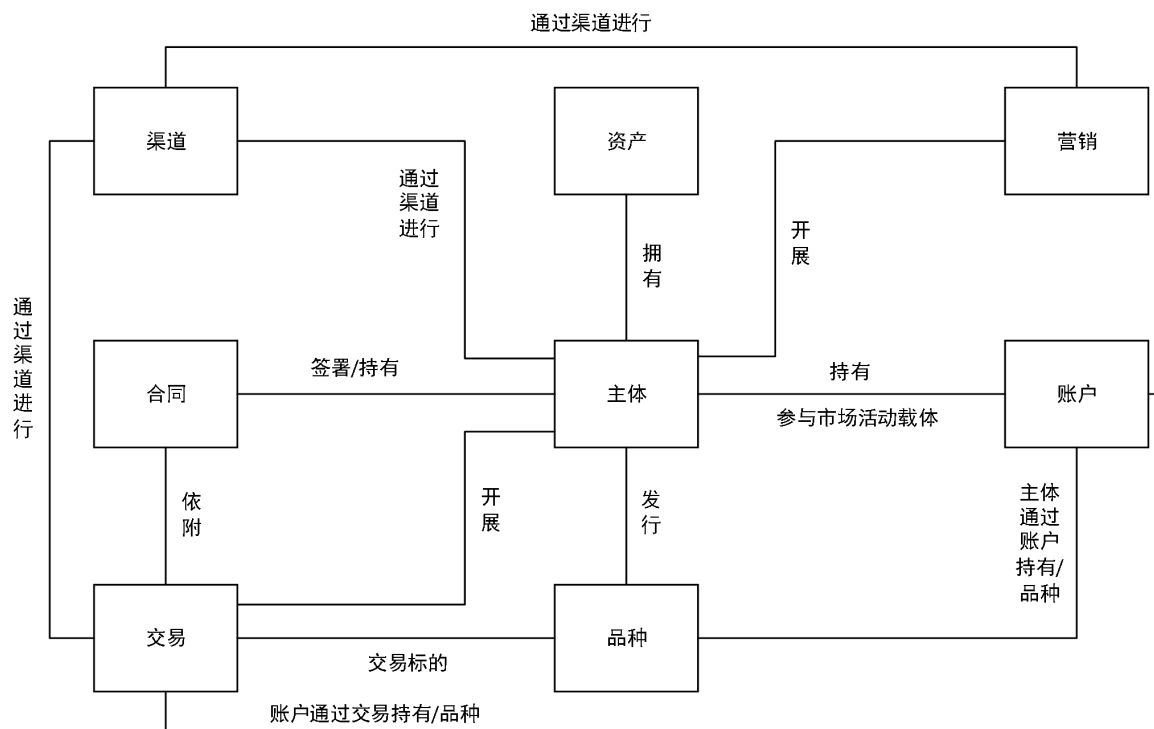 通过渠道进行
渠道
资产
营销
通过
渠道
进行
拥有
开展
通过渠道进行
合同
签署/持有
主体
持有
参与市场活动载体
账户
依附
开展
发行
主体
通过
账户
持有/
品种
交易
品种
交易标的
账户通过交易持有/品种